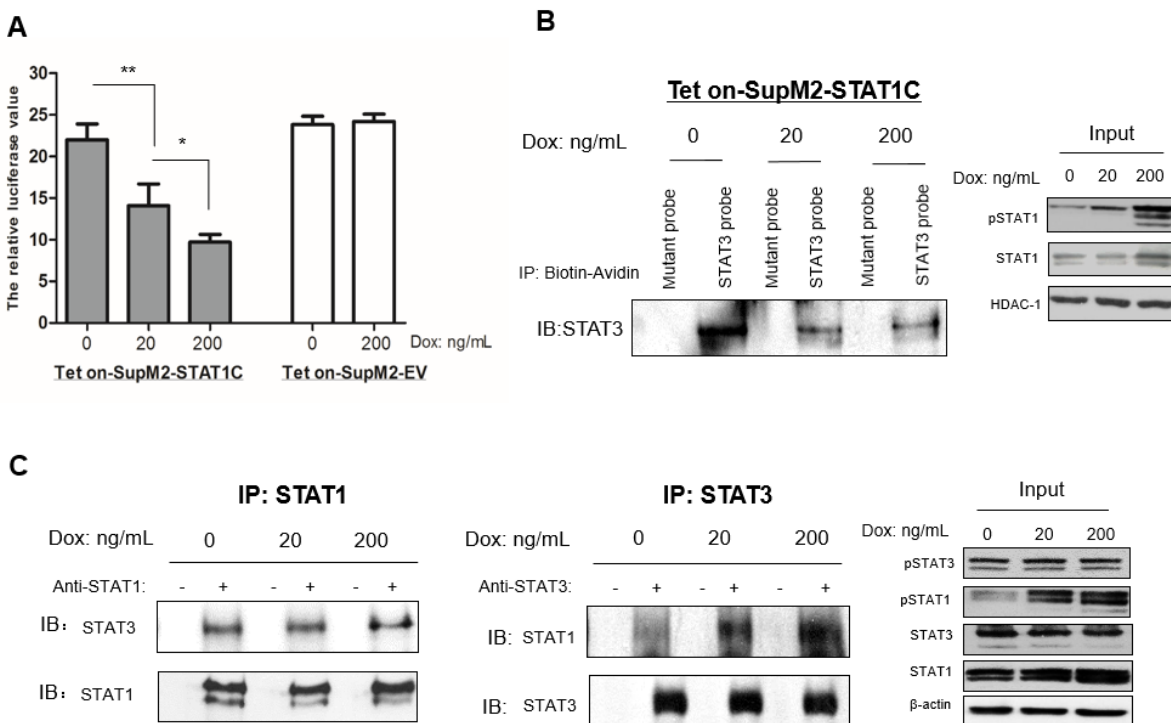 A
The relative luciferase value
30
25
20
15
10
5
0
**
*
0 20 200 0 200 Dox: ng/mL
Tet on-SupM2-STAT1C Tet on-SupM2-EV
B
Tet on-SupM2-STAT1C
Dox: ng/mL 0 20 200
Mutant probe STAT3 probe Mutant probe STAT3 probe Mutant probe STAT3 probe
IP: Biotin-Avidin
IB:STAT3
Input
Dox: ng/mL
0 20 200
pSTAT1
STAT1
HDAC-1
C
IP: STAT1
Dox: ng/mL 0 20 200
Anti-STAT1: - + - + - +
IB: STAT3
IB: STAT1
IP: STAT3
Dox: ng/mL 0 20 200
Anti-STAT3: - + - + - +
IB: STAT1
IB: STAT3
Input
Dox: ng/mL 0 20 200
pSTAT3
pSTAT1
STAT3
STAT1
β-actin